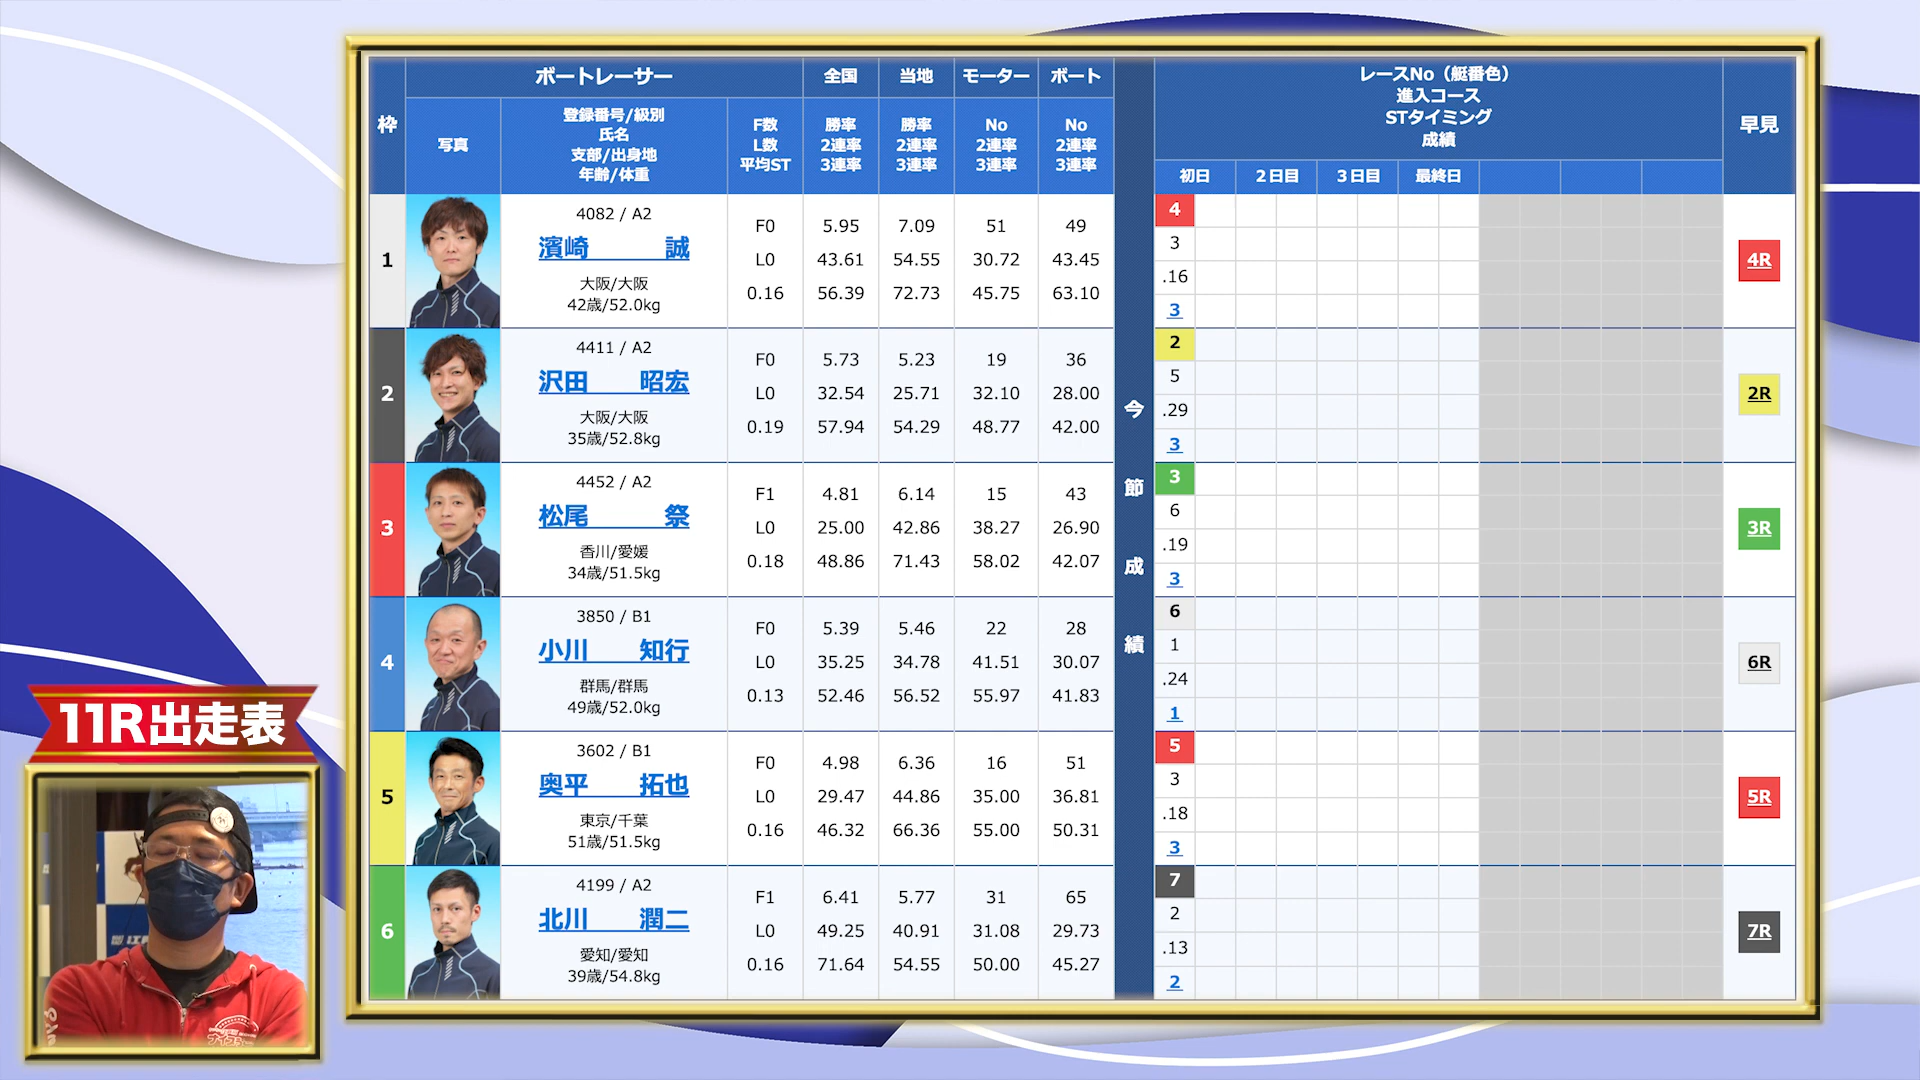 枠
ボートレーサー
全国
当地
モーター
ボート
写真
登録番号/級別
氏名
支部/出身地
年齢/体重
F数
L数
平均ST
勝率
2連率
3連率
勝率
2連率
3連率
No
2連率
3連率
No
2連率
3連率
今節成績
レースNo（艇番色）
進入コース
STタイミング
成績
初日
2日目
3日目
最終日
早見
1
4082 / A2
濱崎 誠
大阪/大阪
42歳/52.0kg
F0
L0
0.16
5.95
43.61
56.39
7.09
54.55
72.73
51
30.72
45.75
49
43.45
63.10
4
3
.16
3
4R
2
4411 / A2
沢田 昭宏
大阪/大阪
35歳/52.8kg
F0
L0
0.19
5.73
32.54
57.94
5.23
25.71
54.29
19
32.10
48.77
36
28.00
42.00
2
5
.29
3
2R
3
4452 / A2
松尾 祭
香川/愛媛
34歳/51.5kg
F1
L0
0.18
4.81
25.00
48.86
6.14
42.86
71.43
15
38.27
58.02
43
26.90
42.07
3
6
.19
3
3R
4
3850 / B1
小川 知行
群馬/群馬
49歳/52.0kg
F0
L0
0.13
5.39
35.25
52.46
5.46
34.78
56.52
22
41.51
55.97
28
30.07
41.83
6
1
.24
1
6R
5
3602 / B1
奥平 拓也
東京/千葉
51歳/51.5kg
F0
L0
0.16
4.98
29.47
46.32
6.36
44.86
66.36
16
35.00
55.00
51
36.81
50.31
5
3
.18
3
5R
6
4199 / A2
北川 潤二
愛知/愛知
39歳/54.8kg
F1
L0
0.16
6.41
49.25
71.64
5.77
40.91
54.55
31
31.08
50.00
65
29.73
45.27
7
2
.13
2
7R
11R出走表